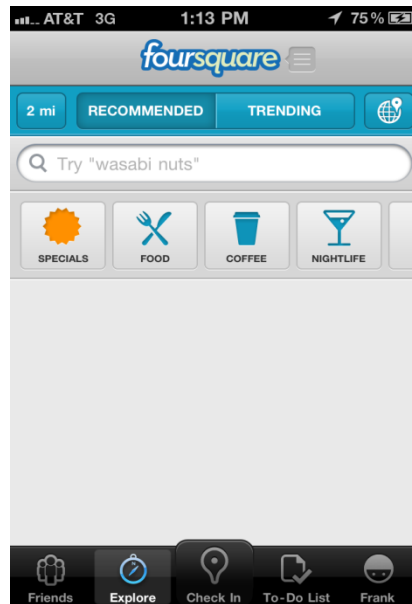 AT&T 3G 1:13 PM 75%
foursquare
2 mi RECOMMENDED TRENDING
Try "wasabi nuts"
SPECIALS FOOD COFFEE NIGHTLIFE
Friends Explore Check In To-Do List Frank